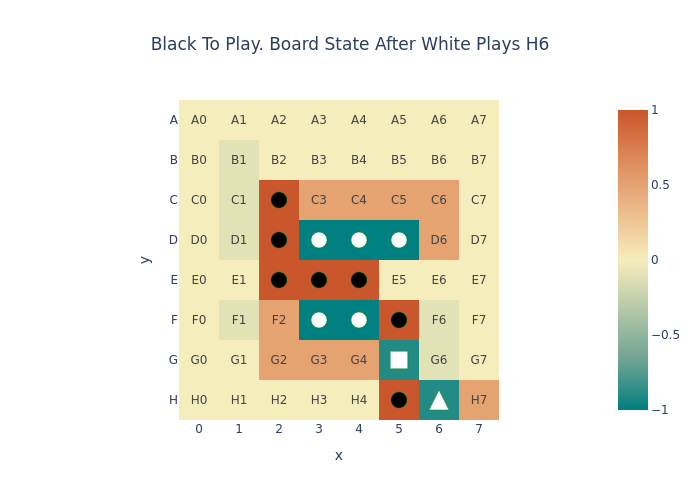 Black To Play. Board State After White Plays H6
A A0 A1 A2 A3 A4 A5 A6 A7
B B0 B1 B2 B3 B4 B5 B6 B7
C C0 C1 C3 C4 C5 C6 C7
D D0 D1 D6 D7
E E0 E1 E5 E6 E7
F F0 F1 F2 F6 F7
G G0 G1 G2 G3 G4 G6 G7
H H0 H1 H2 H3 H4 H7
0 1 2 3 4 5 6 7
x
y
1
0.5
0
−0.5
−1